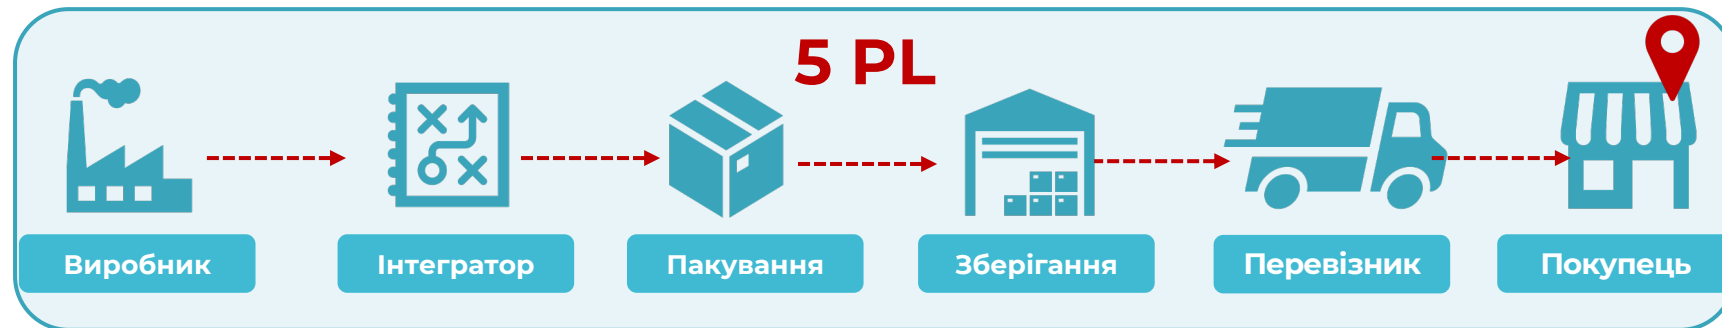 5 PL
Виробник
Інтегратор
Пакування
Зберігання
Перевізник
Покупець